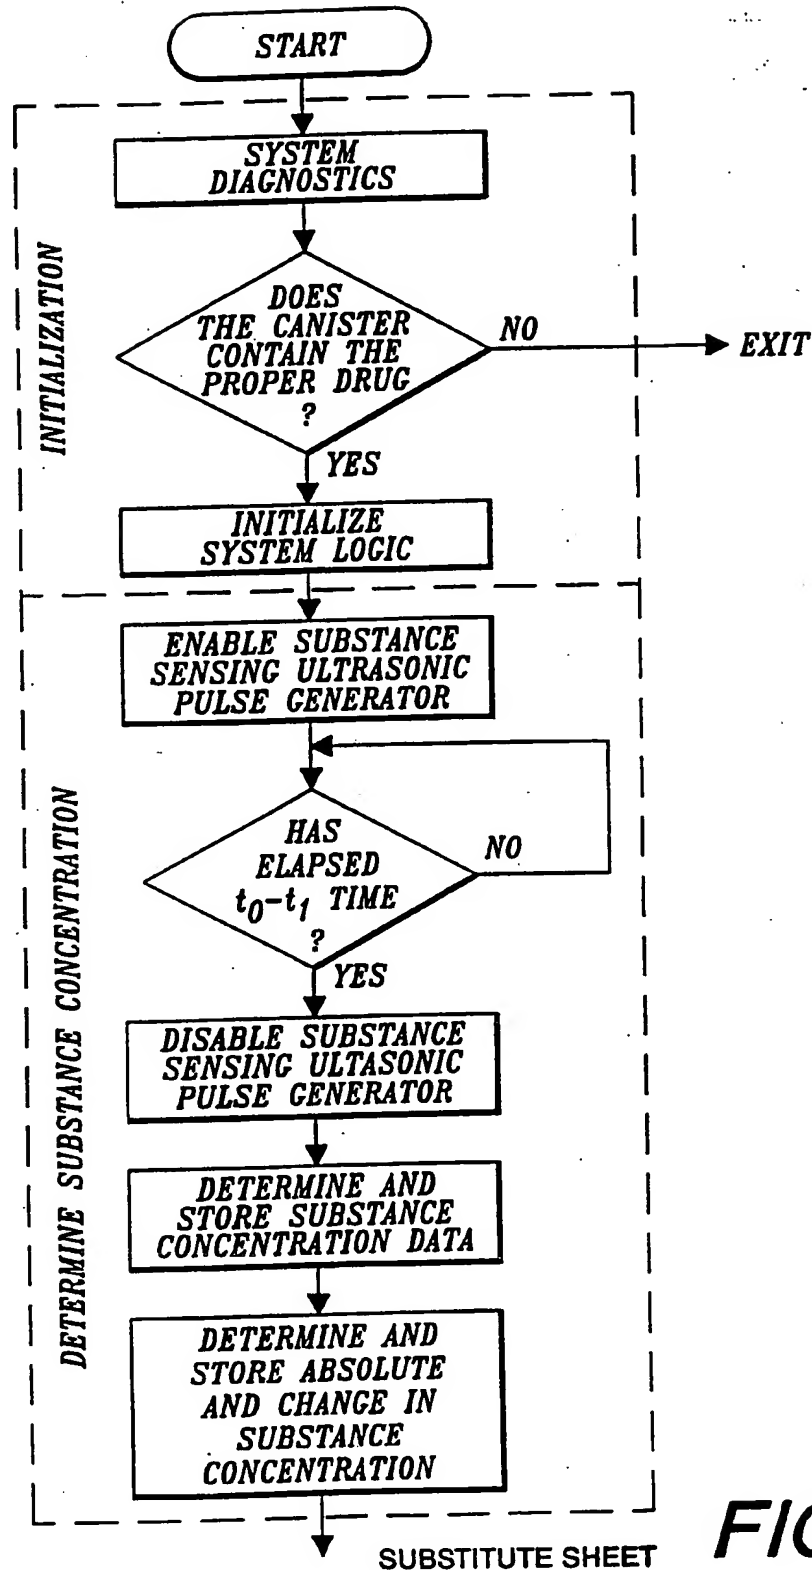 START
SYSTEM
DIAGNOSTICS
INITIALIZATION
DOES
THE CANISTER
CONTAIN THE
PROPER DRUG
?
NO
EXIT
YES
INITIALIZE
SYSTEM LOGIC
ENABLE SUBSTANCE
SENSING ULTRASONIC
PULSE GENERATOR
DETERMINE SUBSTANCE CONCENTRATION
HAS
ELAPSED
t0-t1 TIME
?
NO
YES
DISABLE SUBSTANCE
SENSING ULTASONIC
PULSE GENERATOR
DETERMINE AND
STORE SUBSTANCE
CONCENTRATION DATA
DETERMINE AND
STORE ABSOLUTE
AND CHANGE IN
SUBSTANCE
CONCENTRATION
SUBSTITUTE SHEET